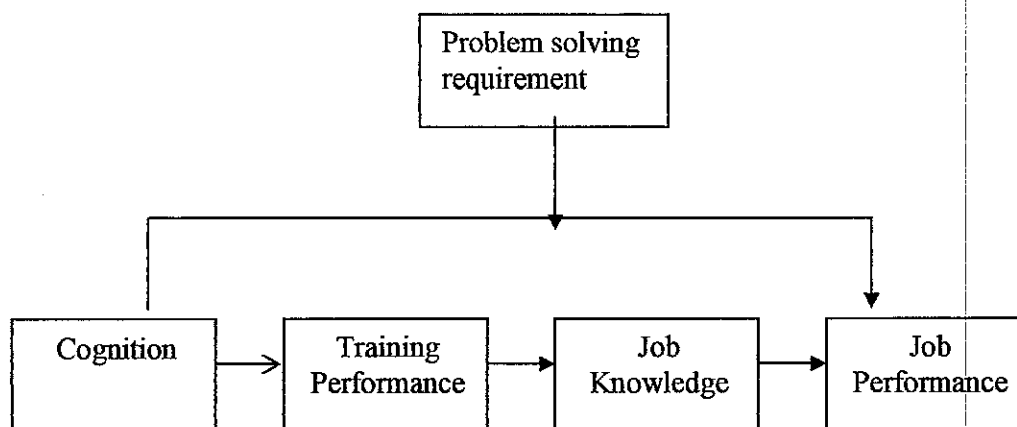 Problem solving
requirement
Cognition
Training
Performance
Job
Knowledge
Job
Performance